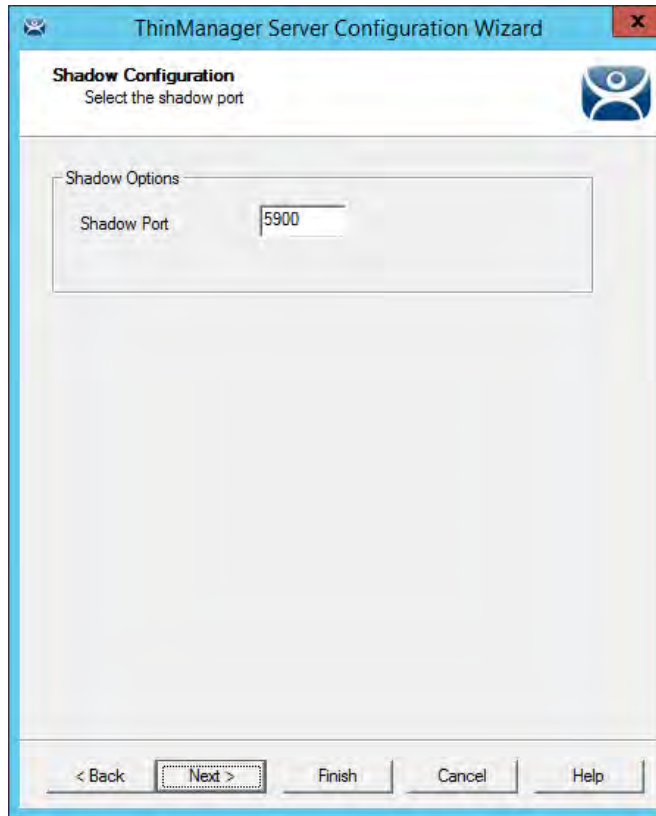 ThinManager Server Configuration Wizard
x
Shadow Configuration
Select the shadow port
Shadow Options
Shadow Port 5900
< Back Next > Finish Cancel Help